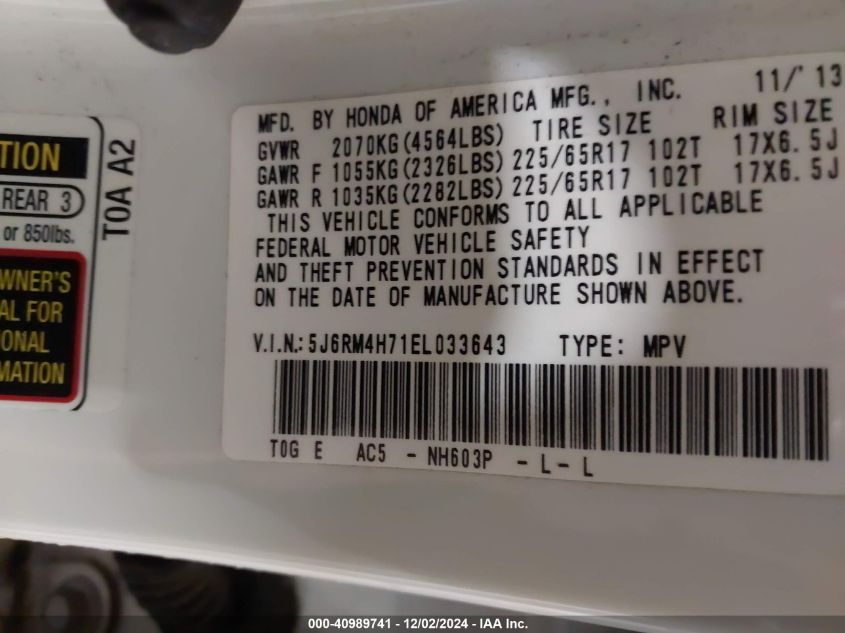 MFD. BY HONDA OF AMERICA MFG., INC. 11/'13
GVWR 2070KG(4564LBS) TIRE SIZE RIM SIZE
GAWR F 1055KG(2326LBS) 225/65R17 102T 17X6.5J
GAWR R 1035KG(2282LBS) 225/65R17 102T 17X6.5J
THIS VEHICLE CONFORMS TO ALL APPLICABLE
FEDERAL MOTOR VEHICLE SAFETY
AND THEFT PREVENTION STANDARDS IN EFFECT
ON THE DATE OF MANUFACTURE SHOWN ABOVE.
V.I.N.: 5J6RM4H71EL033643 TYPE: MPV
T0G E AC5 - NH603P - L - L
TION
REAR 3
or 850lbs.
WNER'S
AL FOR
ONAL
MATION
T0A A2
000-40989741 - 12/02/2024 - IAA Inc.